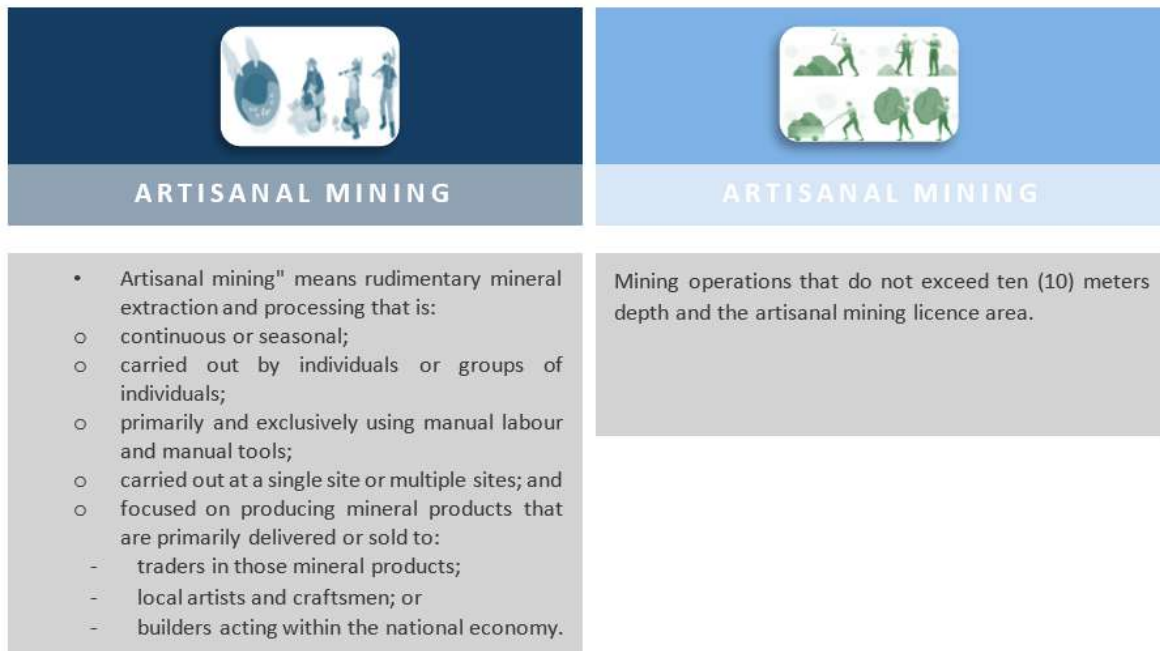 ARTISANAL MINING
• Artisanal mining" means rudimentary mineral
extraction and processing that is:
o continuous or seasonal;
o carried out by individuals or groups of
individuals;
o primarily and exclusively using manual labour
and manual tools;
o carried out at a single site or multiple sites; and
o focused on producing mineral products that
are primarily delivered or sold to:
- traders in those mineral products;
- local artists and craftsmen; or
- builders acting within the national economy.
ARTISANAL MINING
Mining operations that do not exceed ten (10) meters
depth and the artisanal mining licence area.